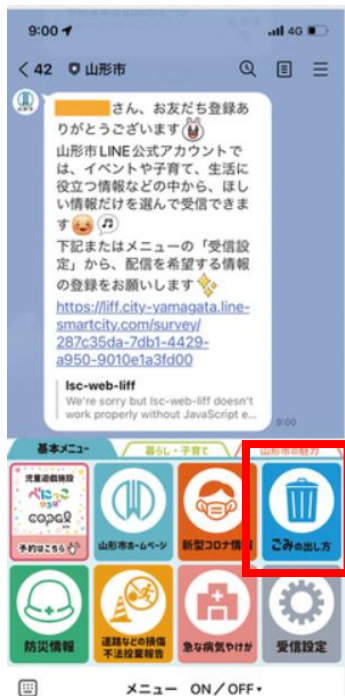 9:00
4G
42
山形市
さん、お友だち登録あ
りがとうございます
山形市LINE公式アカウントで
は、イベントや子育て、生活に
役立つ情報などの中から、ほし
い情報だけを選んで受信できま
す
下記またはメニューの「受信設
定」から、配信を希望する情報
の登録をお願いします
https://liff.city-yamagata.line-
smartcity.com/survey/
287c35da-7db1-4429-
a950-9010e1a3fd00
lsc-web-liff
We're sorry but lsc-web-liff doesn't
work properly without JavaScript e...
9:00
基本メニュー
暮らし・子育て
山形市の魅力
児童遊戯施設
べにっこ
ひろば
copal
予約はこちら
山形市ホームページ
新型コロナ情報
ごみの出し方
防災情報
道路などの損傷
不法投棄報告
急な病気やけが
受信設定
メニュー ON/OFF